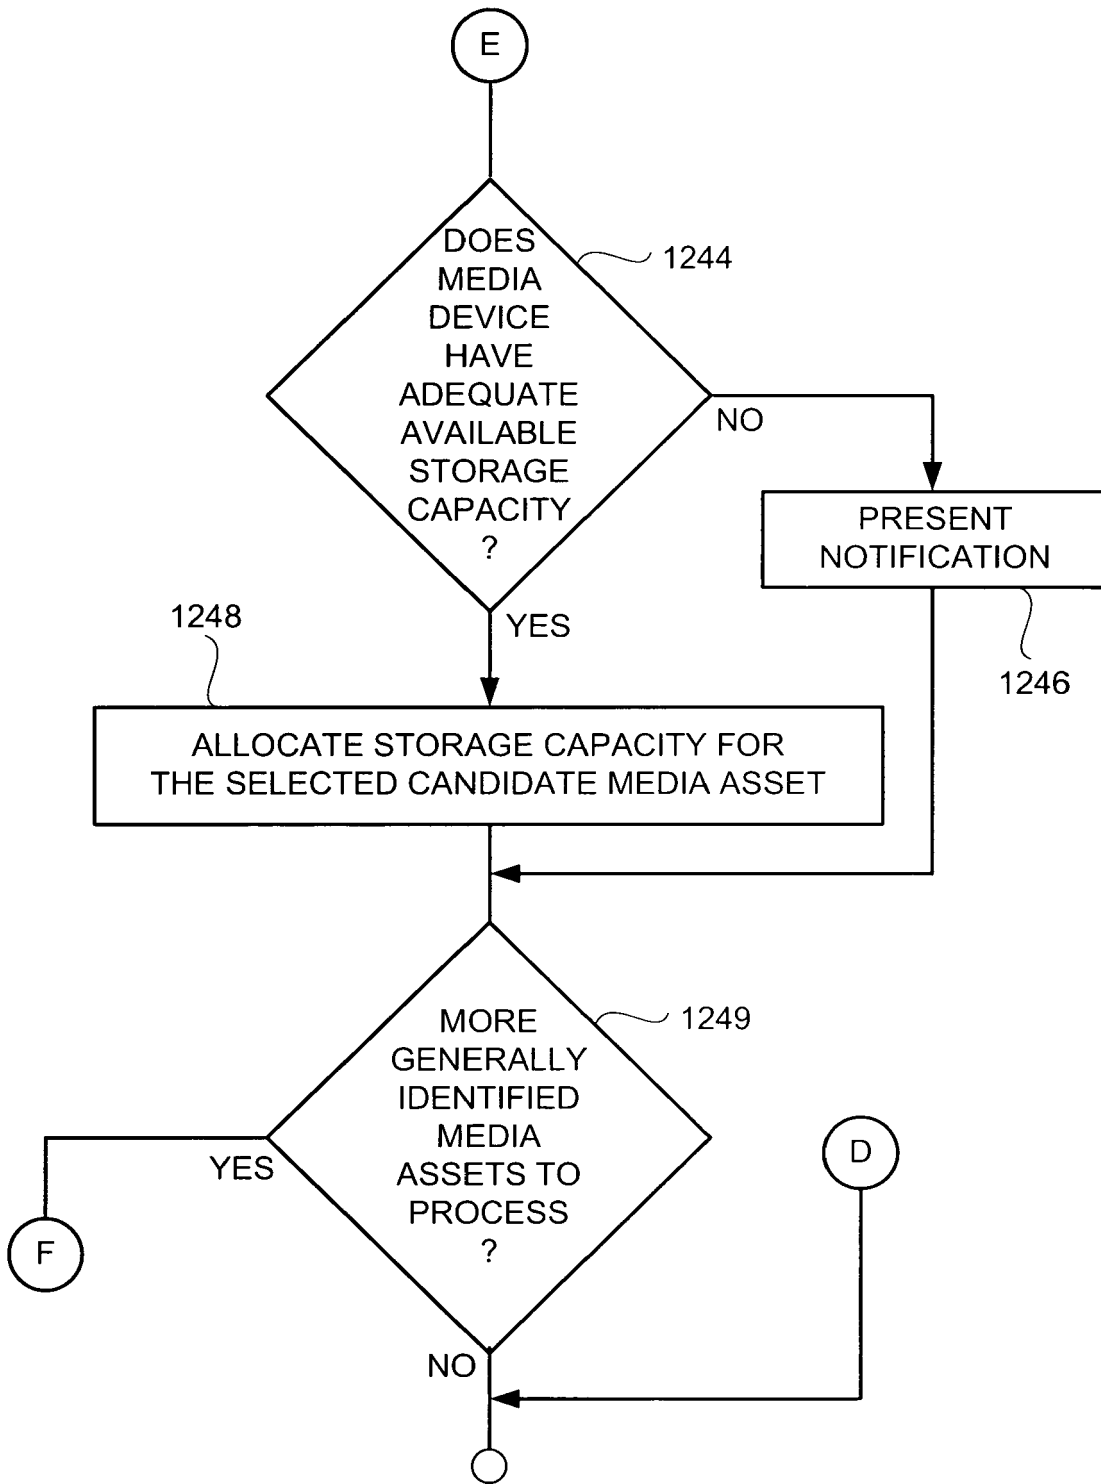 E
DOES
MEDIA
DEVICE
HAVE
ADEQUATE
AVAILABLE
STORAGE
CAPACITY
?
1244
NO
PRESENT
NOTIFICATION
1246
YES
1248
ALLOCATE STORAGE CAPACITY FOR
THE SELECTED CANDIDATE MEDIA ASSET
MORE
GENERALLY
IDENTIFIED
MEDIA
ASSETS TO
PROCESS
?
1249
YES
F
D
NO